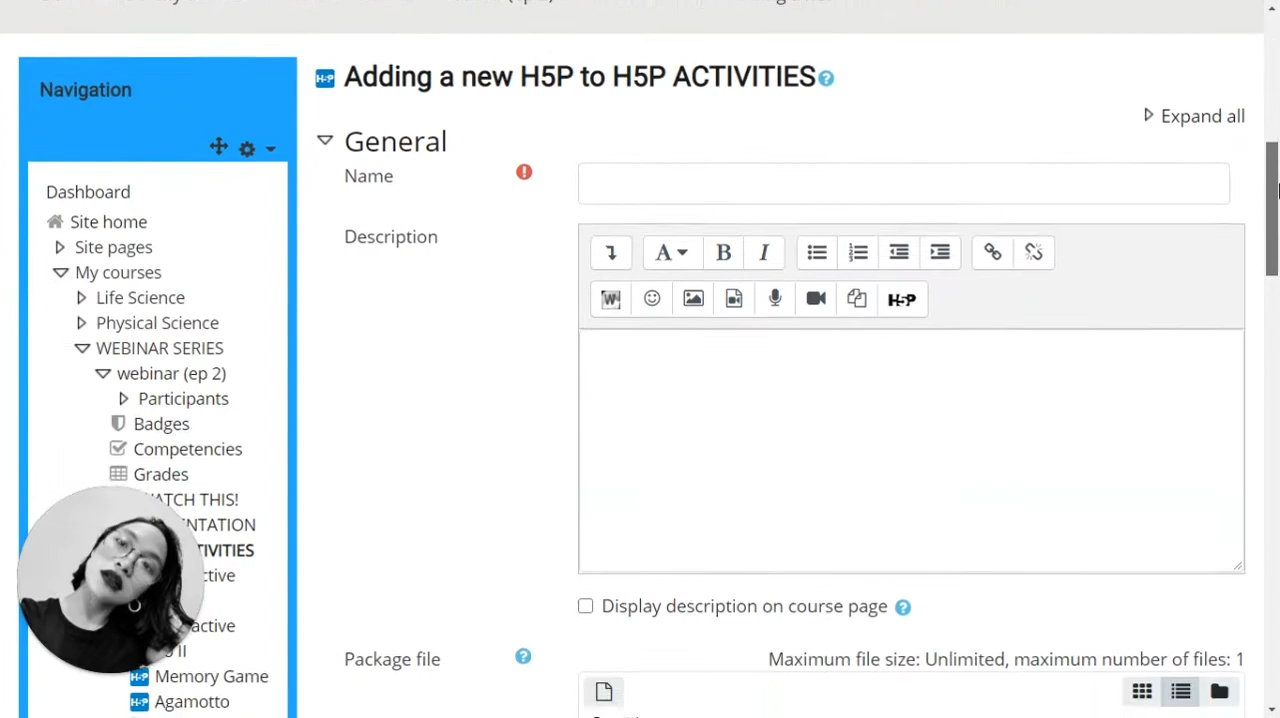 Navigation
Dashboard
Site home
Site pages
My courses
Life Science
Physical Science
WEBINAR SERIES
webinar (ep 2)
Participants
Badges
Competencies
Grades
ATCH THIS!
ENTATION
TIVITIES
ctive
active
II
H-P Memory Game
H-P Agamotto
H-P Adding a new H5P to H5P ACTIVITIES
Expand all
General
Name
Description
A B I
W H-P
Display description on course page
Package file
Maximum file size: Unlimited, maximum number of files: 1